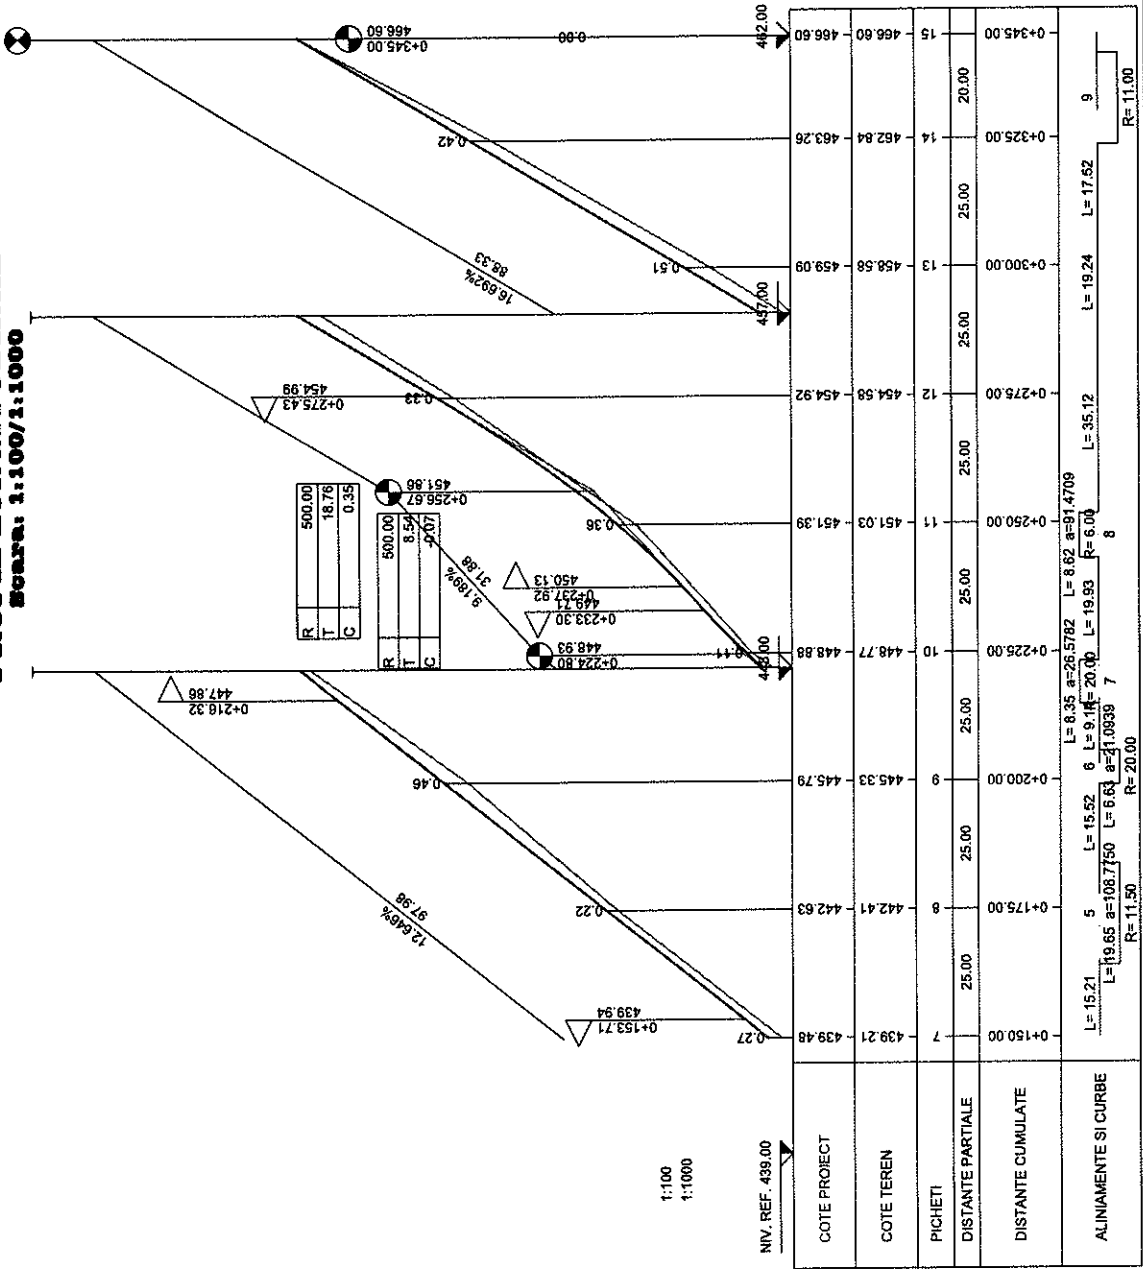 Scara: 1:100/1:1000
466.60
0+345.00
0.00
462.00
0.42
88.33
16.692%
0.51
457.00
454.99
0+275.43
0.33
R 500.00
T 18.76
C 0.35
451.86
0+256.67
R 500.00
T 8.54
C -0.07
0.36
31.88
9.189%
450.13
0+237.92
449.71
0+233.30
448.93
0+224.80
0.11
447.86
0+216.32
0.46
97.98
12.646%
0.22
439.94
0+153.71
0.27
1:100
1:1000
NIV. REF. 439.00
COTE PROIECT 439.48 442.63 445.79 448.88 451.39 454.92 459.09 463.26 466.60
COTE TEREN 439.21 442.41 445.33 448.77 451.03 454.58 458.58 462.84 466.60
PICHETI 7 8 9 10 11 12 13 14 15
DISTANTE PARTIALE 25.00 25.00 25.00 25.00 25.00 25.00 25.00 20.00
DISTANTE CUMULATE 0+150.00 0+175.00 0+200.00 0+225.00 0+250.00 0+275.00 0+300.00 0+325.00 0+345.00
ALINIAMENTE SI CURBE
L= 8.35 a=26.5782 L= 8.62 a=91.4709
L= 15.21 5 L= 15.52 6 R= 20.00 L= 19.93 R= 6.00 L= 35.12 L= 19.24 L= 17.52 9
L= 19.65 a=108.7750 L= 6.63 a=21.0939 7 8
R= 11.50 R= 20.00 R= 11.00